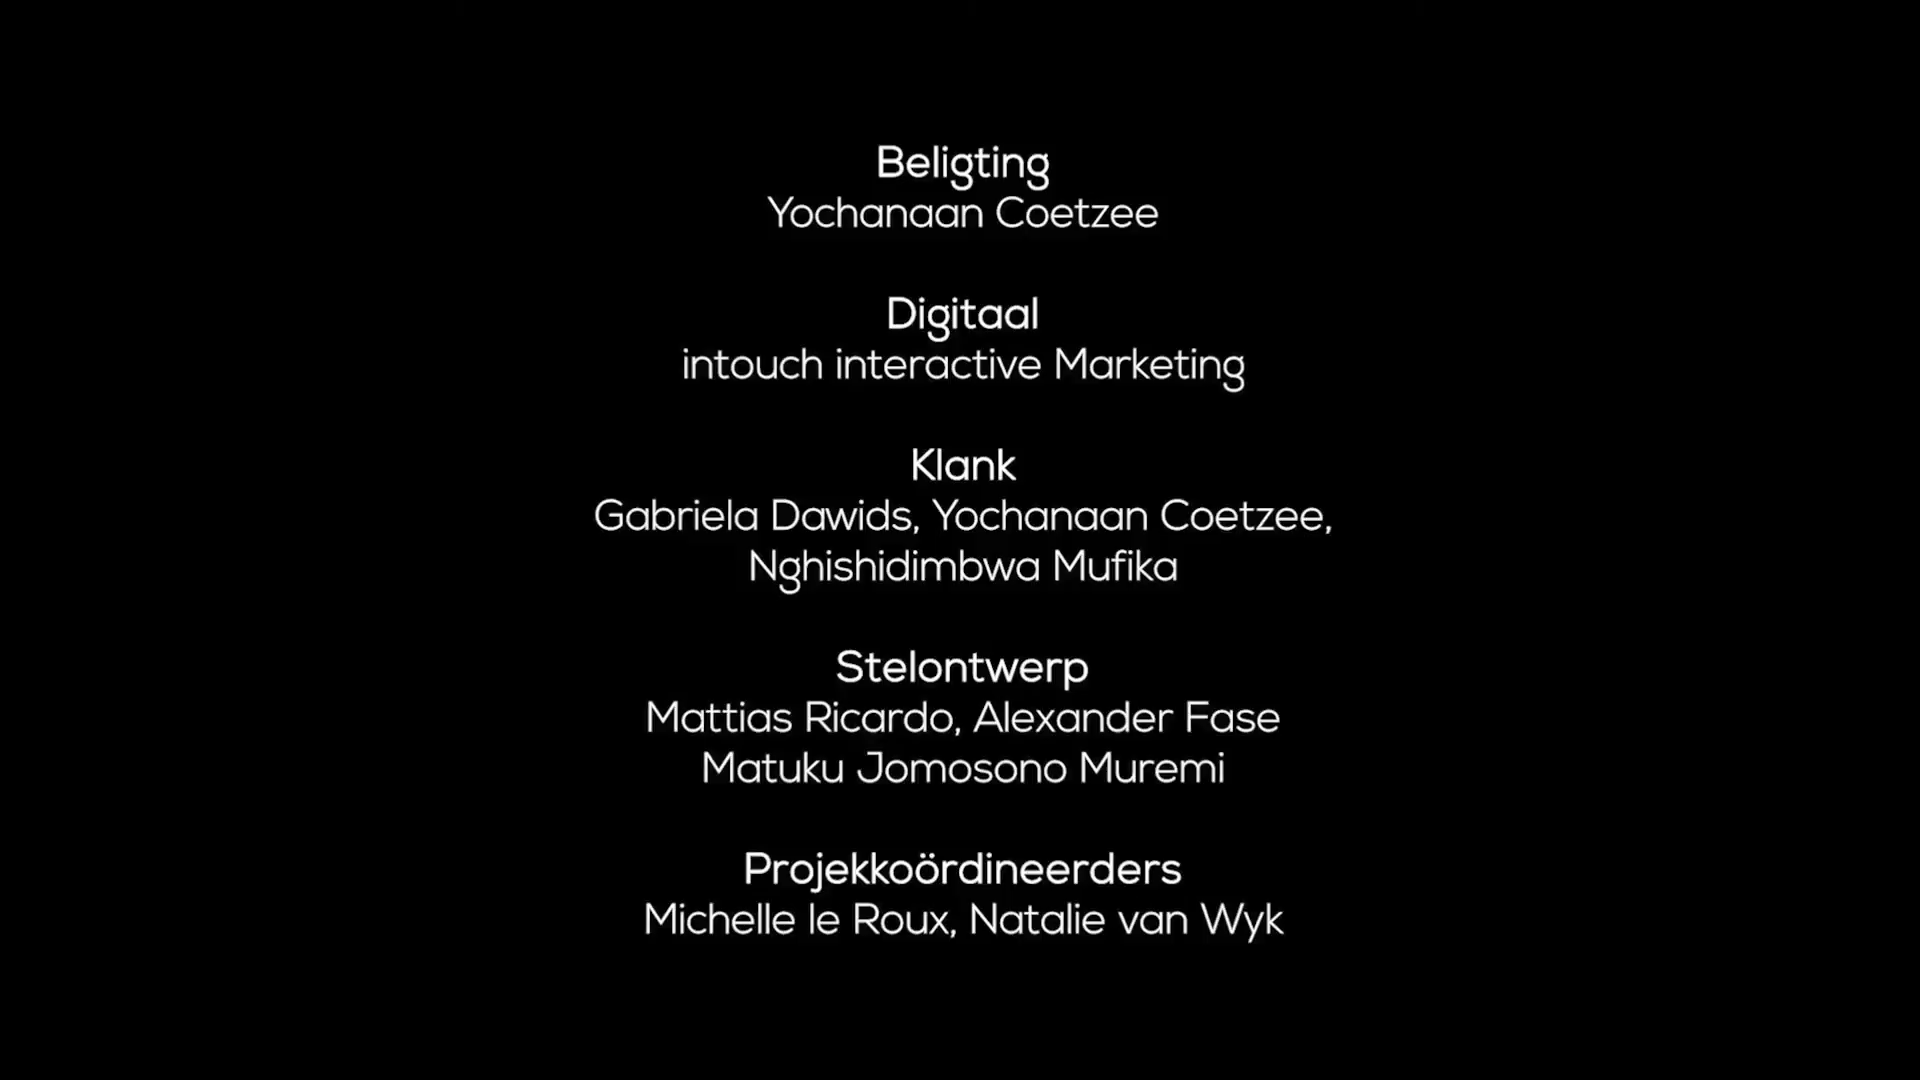 Beligting
Yochanaan Coetzee
Digitaal
intouch interactive Marketing
Klank
Gabriela Dawids, Yochanaan Coetzee,
Nghishidimbwa Mufika
Stelontwerp
Mattias Ricardo, Alexander Fase
Matuku Jomosono Muremi
Projekkoördineerders
Michelle le Roux, Natalie van Wyk